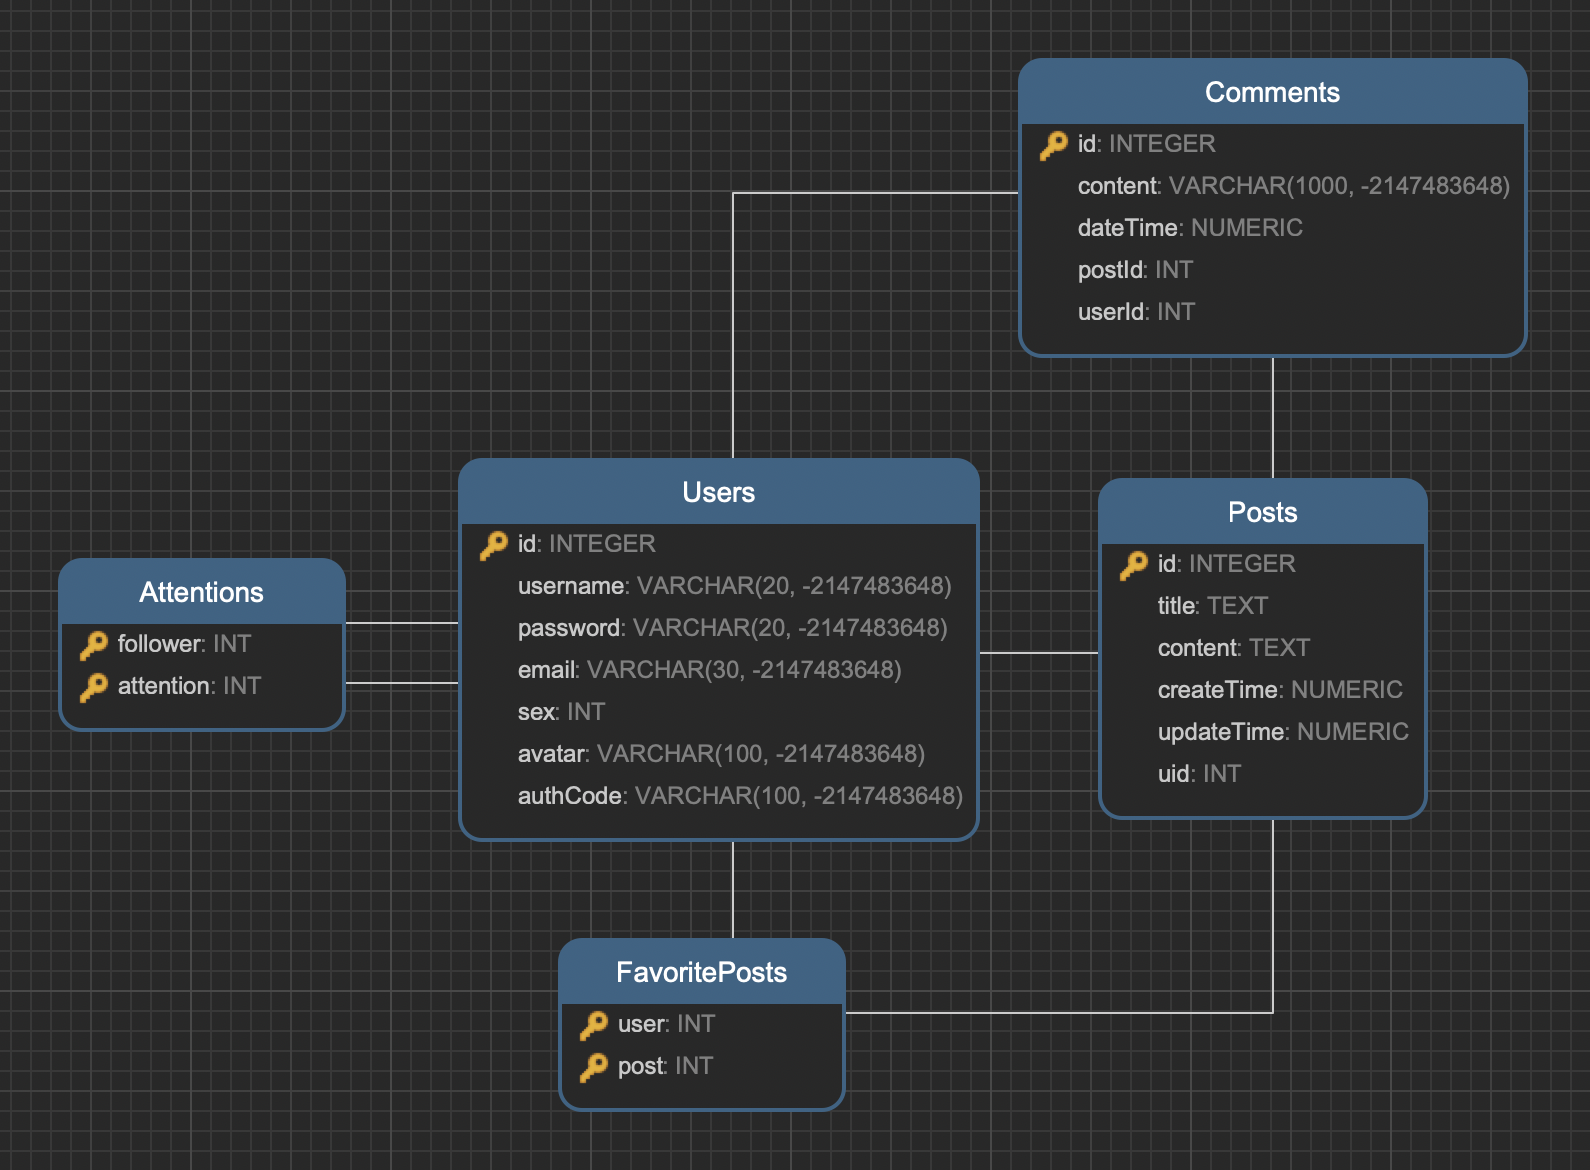 Comments
id: INTEGER
content: VARCHAR(1000, -2147483648)
dateTime: NUMERIC
postId: INT
userId: INT
Users
id: INTEGER
username: VARCHAR(20, -2147483648)
password: VARCHAR(20, -2147483648)
email: VARCHAR(30, -2147483648)
sex: INT
avatar: VARCHAR(100, -2147483648)
authCode: VARCHAR(100, -2147483648)
Posts
id: INTEGER
title: TEXT
content: TEXT
createTime: NUMERIC
updateTime: NUMERIC
uid: INT
Attentions
follower: INT
attention: INT
FavoritePosts
user: INT
post: INT